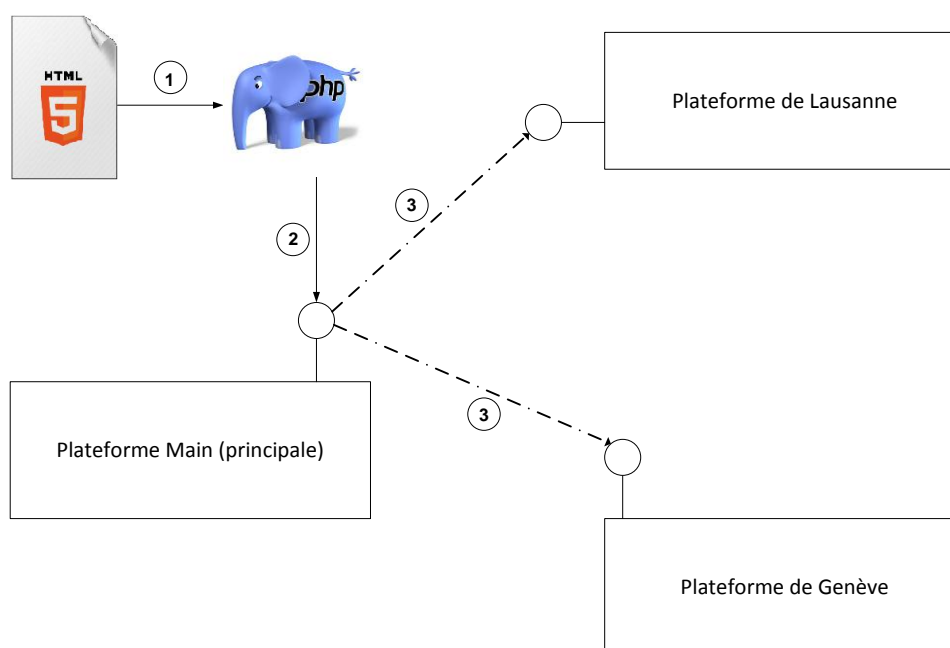 HTML
5
1
php
Plateforme de Lausanne
3
2
3
Plateforme Main (principale)
Plateforme de Genève